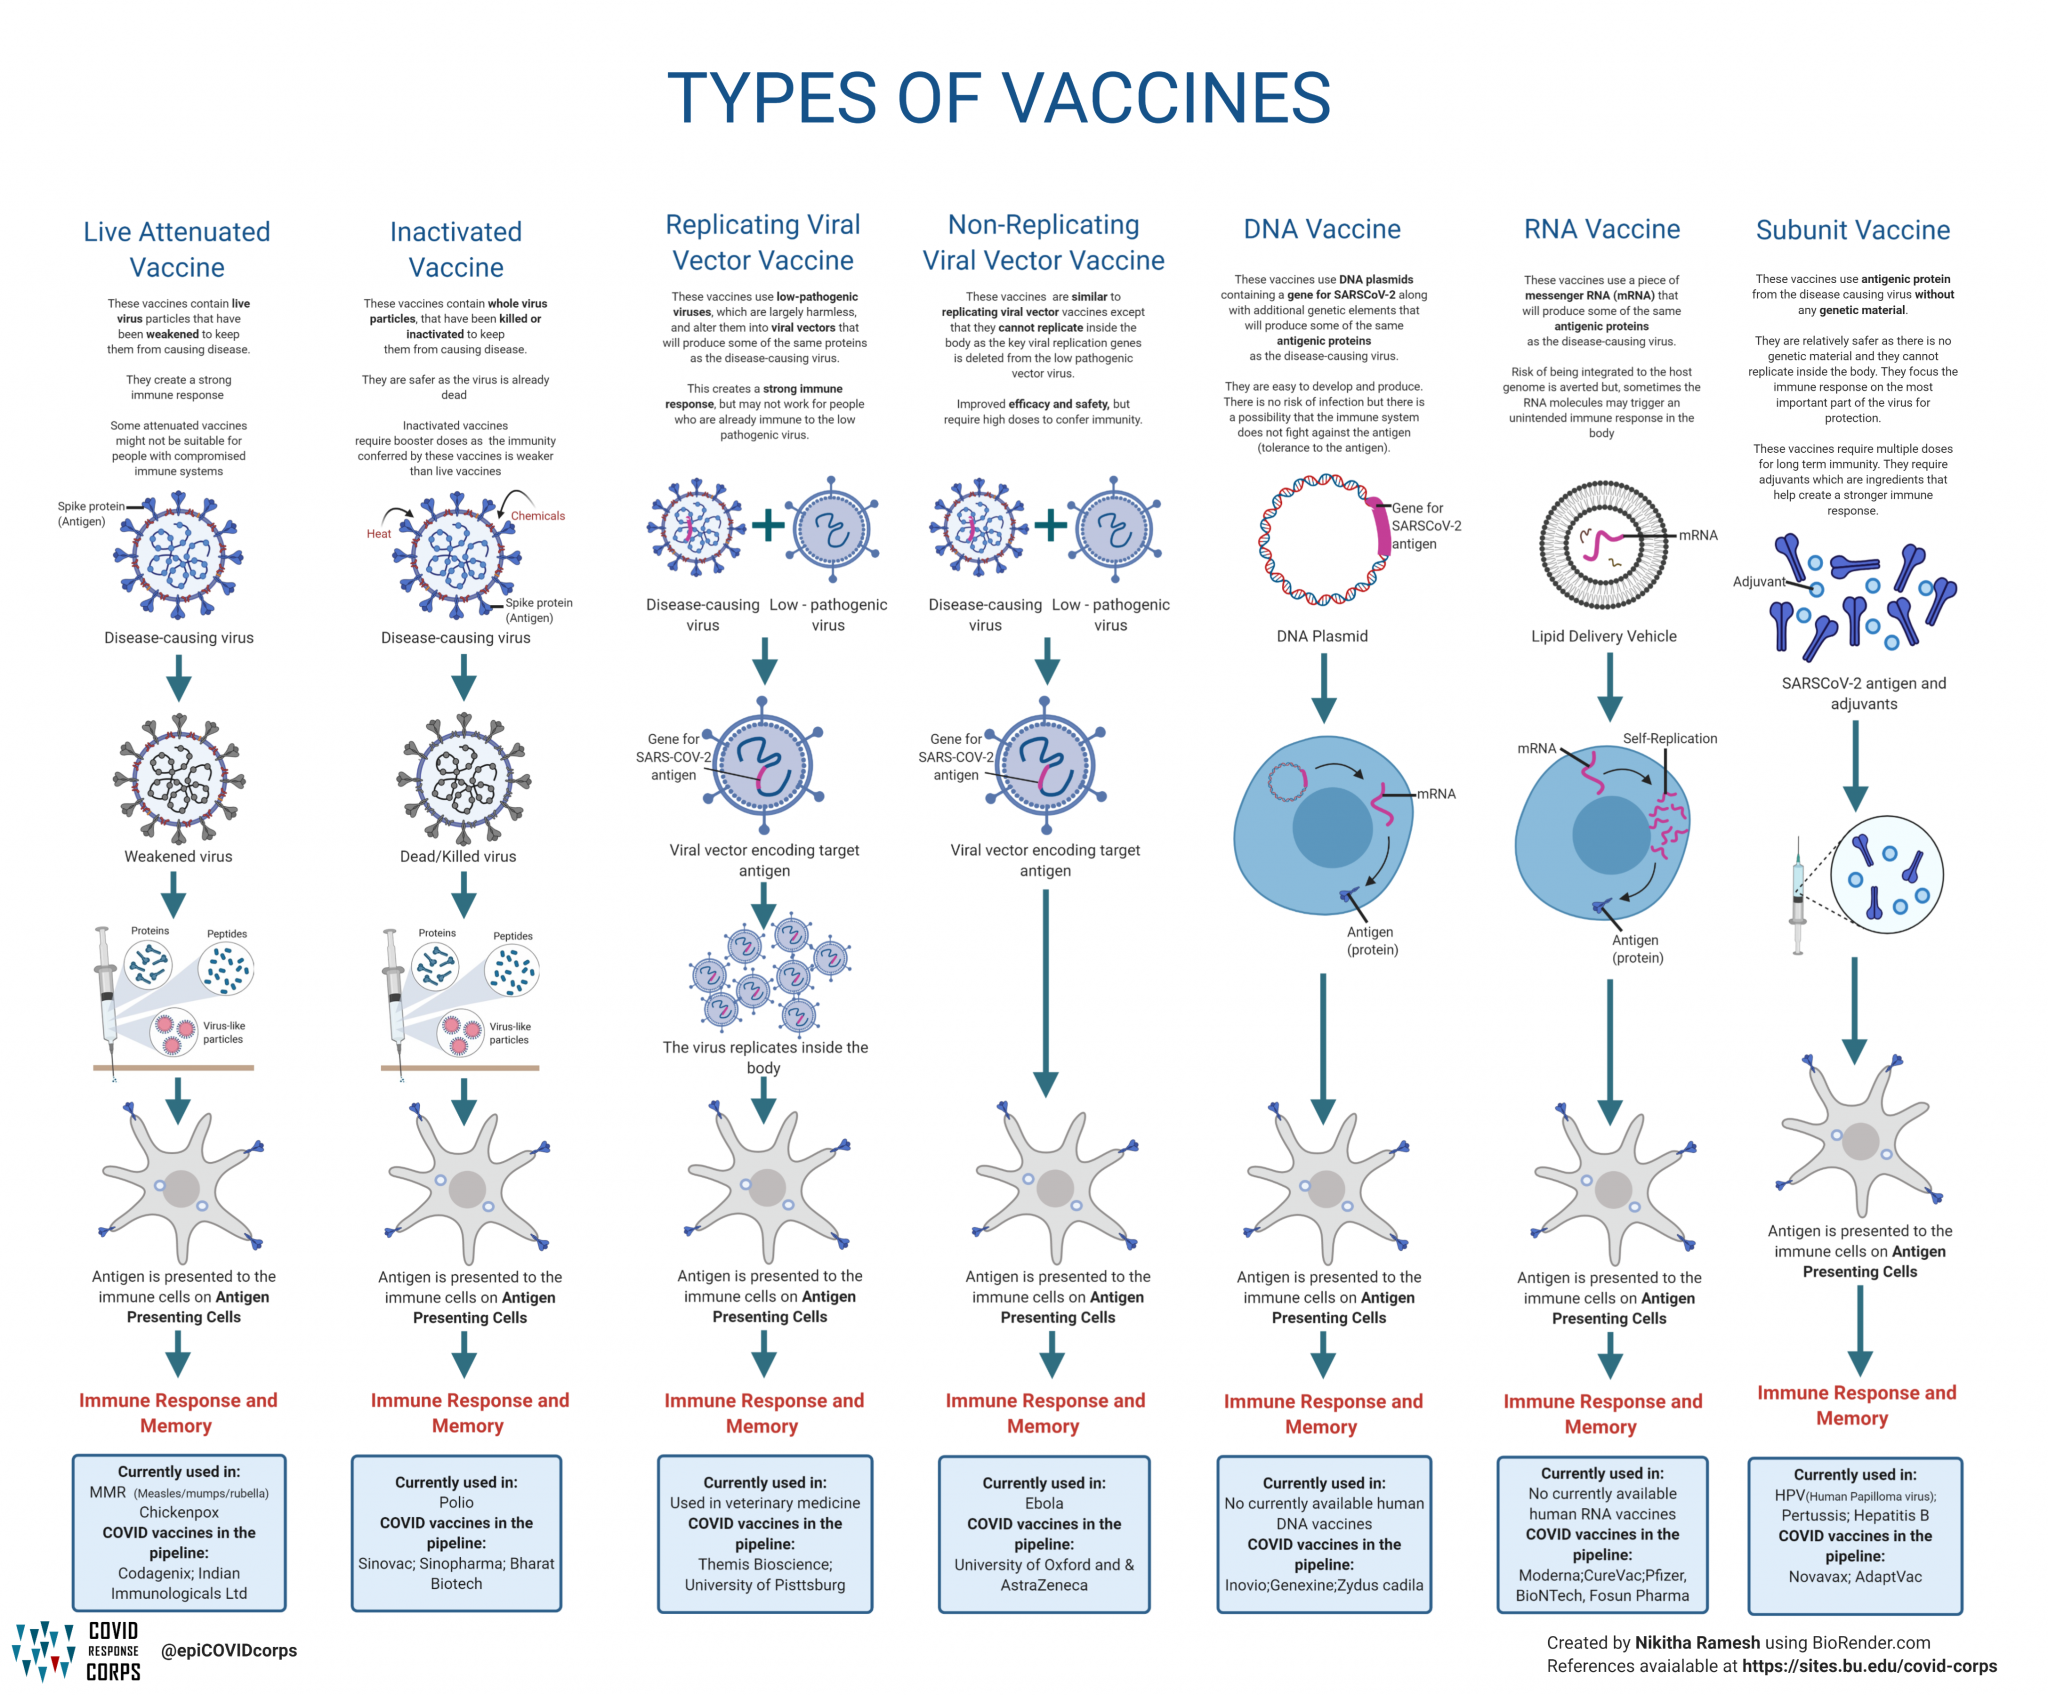 TYPES OF VACCINES
Live Attenuated
Vaccine
These vaccines contain live
virus particles that have
been weakened to keep
them from causing disease.
They create a strong
immune response
Some attenuated vaccines
might not be suitable for
people with compromised
immune systems
Spike protein
(Antigen)
Disease-causing virus
Weakened virus
Proteins
Peptides
Virus-like
particles
Antigen is presented to the
immune cells on Antigen
Presenting Cells
Immune Response and
Memory
Currently used in:
MMR (Measles/mumps/rubella)
Chickenpox
COVID vaccines in the
pipeline:
Codagenix; Indian
Immunologicals Ltd
Inactivated
Vaccine
These vaccines contain whole virus
particles, that have been killed or
inactivated to keep
them from causing disease.
They are safer as the virus is already
dead
Inactivated vaccines
require booster doses as the immunity
conferred by these vaccines is weaker
than live vaccines
Heat
Chemicals
Spike protein
(Antigen)
Disease-causing virus
Dead/Killed virus
Proteins
Peptides
Virus-like
particles
Antigen is presented to the
immune cells on Antigen
Presenting Cells
Immune Response and
Memory
Currently used in:
Polio
COVID vaccines in the
pipeline:
Sinovac; Sinopharma; Bharat
Biotech
Replicating Viral
Vector Vaccine
These vaccines use low-pathogenic
viruses, which are largely harmless,
and alter them into viral vectors that
will produce some of the same proteins
as the disease-causing virus.
This creates a strong immune
response, but may not work for people
who are already immune to the low
pathogenic virus.
Disease-causing
virus
Low - pathogenic
virus
Gene for
SARS-COV-2
antigen
Viral vector encoding target
antigen
The virus replicates inside the
body
Antigen is presented to the
immune cells on Antigen
Presenting Cells
Immune Response and
Memory
Currently used in:
Used in veterinary medicine
COVID vaccines in the
pipeline:
Themis Bioscience;
University of Pisttsburg
Non-Replicating
Viral Vector Vaccine
These vaccines are similar to
replicating viral vector vaccines except
that they cannot replicate inside the
body as the key viral replication genes
is deleted from the low pathogenic
vector virus.
Improved efficacy and safety, but
require high doses to confer immunity.
Disease-causing
virus
Low - pathogenic
virus
Gene for
SARS-COV-2
antigen
Viral vector encoding target
antigen
Antigen is presented to the
immune cells on Antigen
Presenting Cells
Immune Response and
Memory
Currently used in:
Ebola
COVID vaccines in the
pipeline:
University of Oxford and &
AstraZeneca
DNA Vaccine
These vaccines use DNA plasmids
containing a gene for SARSCoV-2 along
with additional genetic elements that
will produce some of the same
antigenic proteins
as the disease-causing virus.
They are easy to develop and produce.
There is no risk of infection but there is
a possibility that the immune system
does not fight against the antigen
(tolerance to the antigen).
Gene for
SARSCoV-2
antigen
DNA Plasmid
mRNA
Antigen
(protein)
Antigen is presented to the
immune cells on Antigen
Presenting Cells
Immune Response and
Memory
Currently used in:
No currently available human
DNA vaccines
COVID vaccines in the
pipeline:
Inovio;Genexine;Zydus cadila
RNA Vaccine
These vaccines use a piece of
messenger RNA (mRNA) that
will produce some of the same
antigenic proteins
as the disease-causing virus.
Risk of being integrated to the host
genome is averted but, sometimes the
RNA molecules may trigger an
unintended immune response in the
body
mRNA
Lipid Delivery Vehicle
mRNA
Self-Replication
Antigen
(protein)
Antigen is presented to the
immune cells on Antigen
Presenting Cells
Immune Response and
Memory
Currently used in:
No currently available
human RNA vaccines
COVID vaccines in the
pipeline:
Moderna;CureVac;Pfizer,
BioNTech, Fosun Pharma
Subunit Vaccine
These vaccines use antigenic protein
from the disease causing virus without
any genetic material.
They are relatively safer as there is no
genetic material and they cannot
replicate inside the body. They focus the
immune response on the most
important part of the virus for
protection.
These vaccines require multiple doses
for long term immunity. They require
adjuvants which are ingredients that
help create a stronger immune
response.
Adjuvant
SARSCoV-2 antigen and
adjuvants
Antigen is presented to the
immune cells on Antigen
Presenting Cells
Immune Response and
Memory
Currently used in:
HPV(Human Papilloma virus);
Pertussis; Hepatitis B
COVID vaccines in the
pipeline:
Novavax; AdaptVac
COVID
RESPONSE
CORPS
@epiCOVIDcorps
Created by Nikitha Ramesh using BioRender.com
References avaialable at https://sites.bu.edu/covid-corps